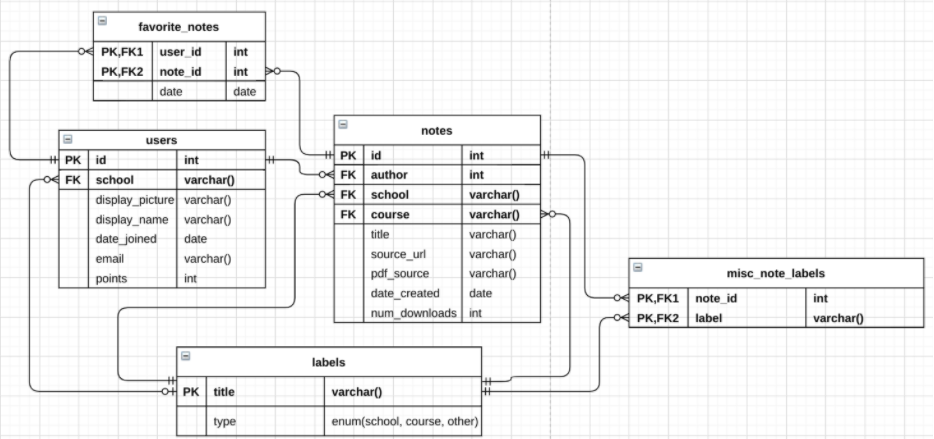 favorite_notes
PK,FK1 user_id int
PK,FK2 note_id int
date date
users
PK id int
FK school varchar()
display_picture varchar()
display_name varchar()
date_joined date
email varchar()
points int
notes
PK id int
FK author int
FK school varchar()
FK course varchar()
title varchar()
source_url varchar()
pdf_source varchar()
date_created date
num_downloads int
misc_note_labels
PK,FK1 note_id int
PK,FK2 label varchar()
labels
PK title varchar()
type enum(school, course, other)